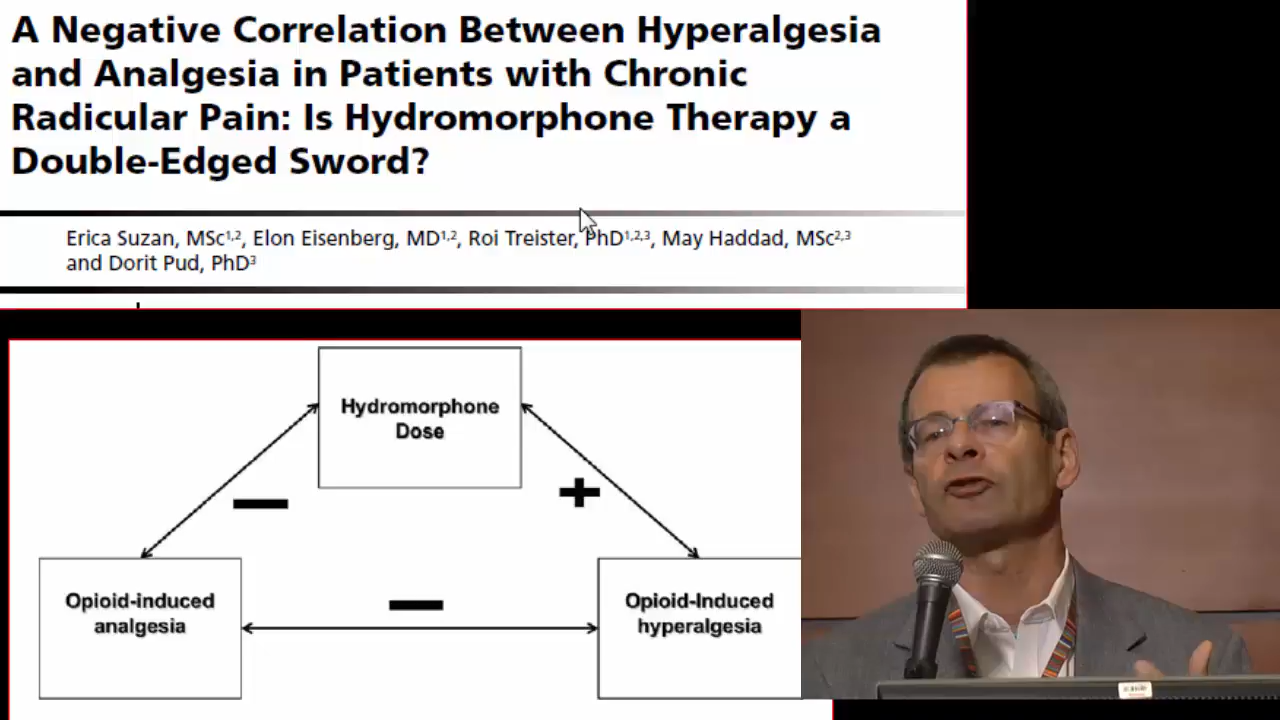 A Negative Correlation Between Hyperalgesia
and Analgesia in Patients with Chronic
Radicular Pain: Is Hydromorphone Therapy a
Double-Edged Sword?
Erica Suzan, MSc1,2, Elon Eisenberg, MD1,2, Roi Treister, PhD1,2,3, May Haddad, MSc2,3
and Dorit Pud, PhD3
Hydromorphone
Dose
Opioid-induced
analgesia
Opioid-Induced
hyperalgesia